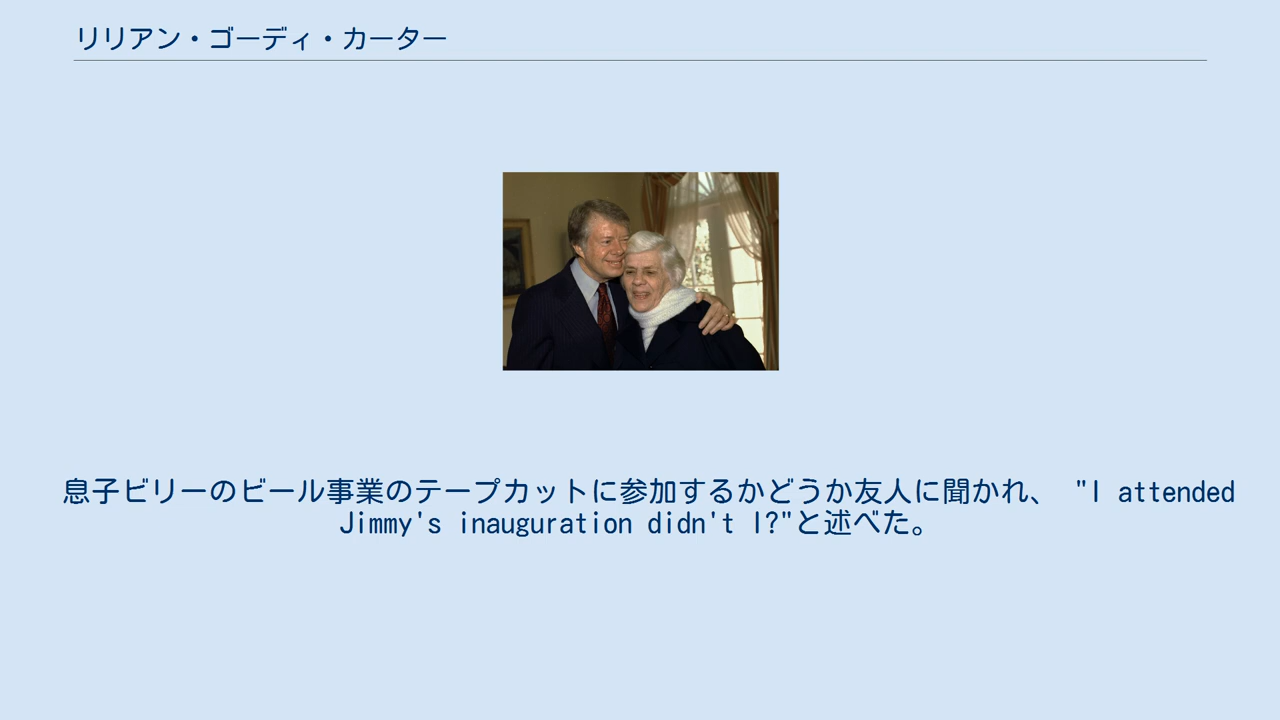 リリアン・ゴーディ・カーター
息子ビリーのビール事業のテープカットに参加するかどうか友人に聞かれ、 "I attended
Jimmy's inauguration didn't I?"と述べた。